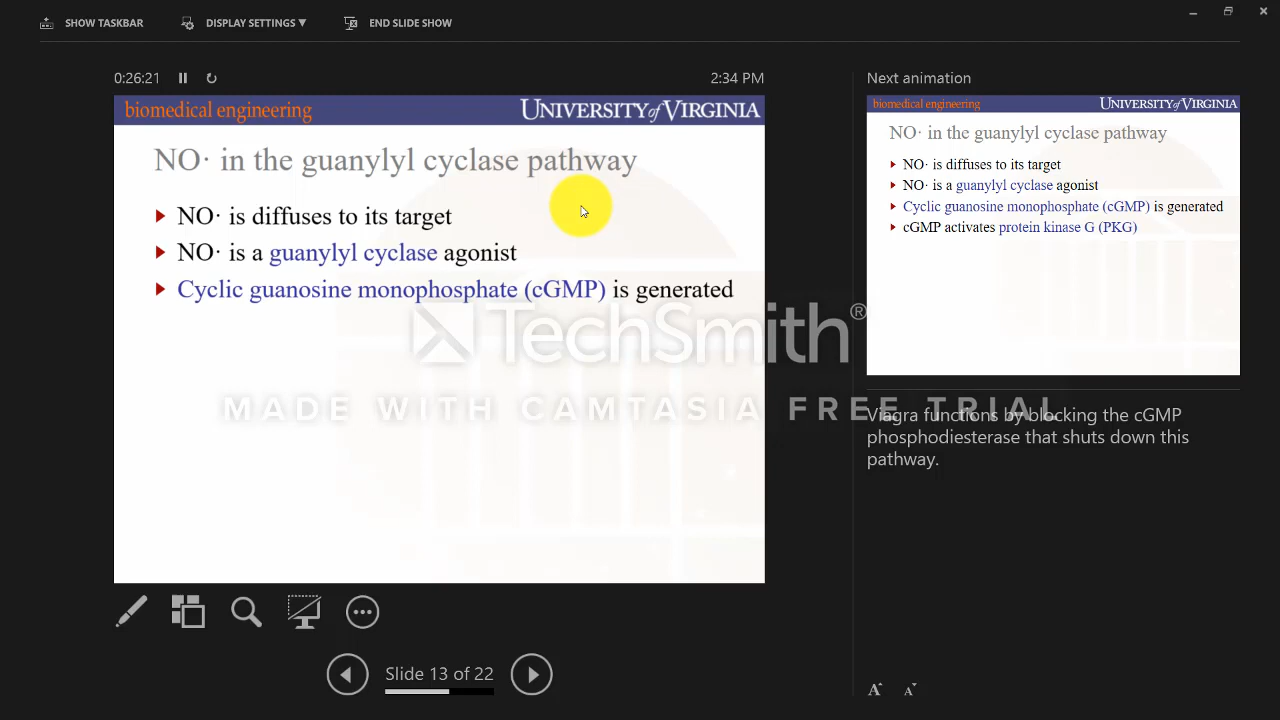 SHOW TASKBAR
DISPLAY SETTINGS ▼
END SLIDE SHOW
0:26:21
2:34 PM
biomedical engineering
UNIVERSITY of VIRGINIA
NO· in the guanylyl cyclase pathway
NO· is diffuses to its target
NO· is a guanylyl cyclase agonist
Cyclic guanosine monophosphate (cGMP) is generated
TechSmith®
MADE WITH CAMTASIA FREE TRIAL
Slide 13 of 22
Next animation
biomedical engineering
UNIVERSITY of VIRGINIA
NO· in the guanylyl cyclase pathway
NO· is diffuses to its target
NO· is a guanylyl cyclase agonist
Cyclic guanosine monophosphate (cGMP) is generated
cGMP activates protein kinase G (PKG)
Viagra functions by blocking the cGMP
phosphodiesterase that shuts down this
pathway.
A A